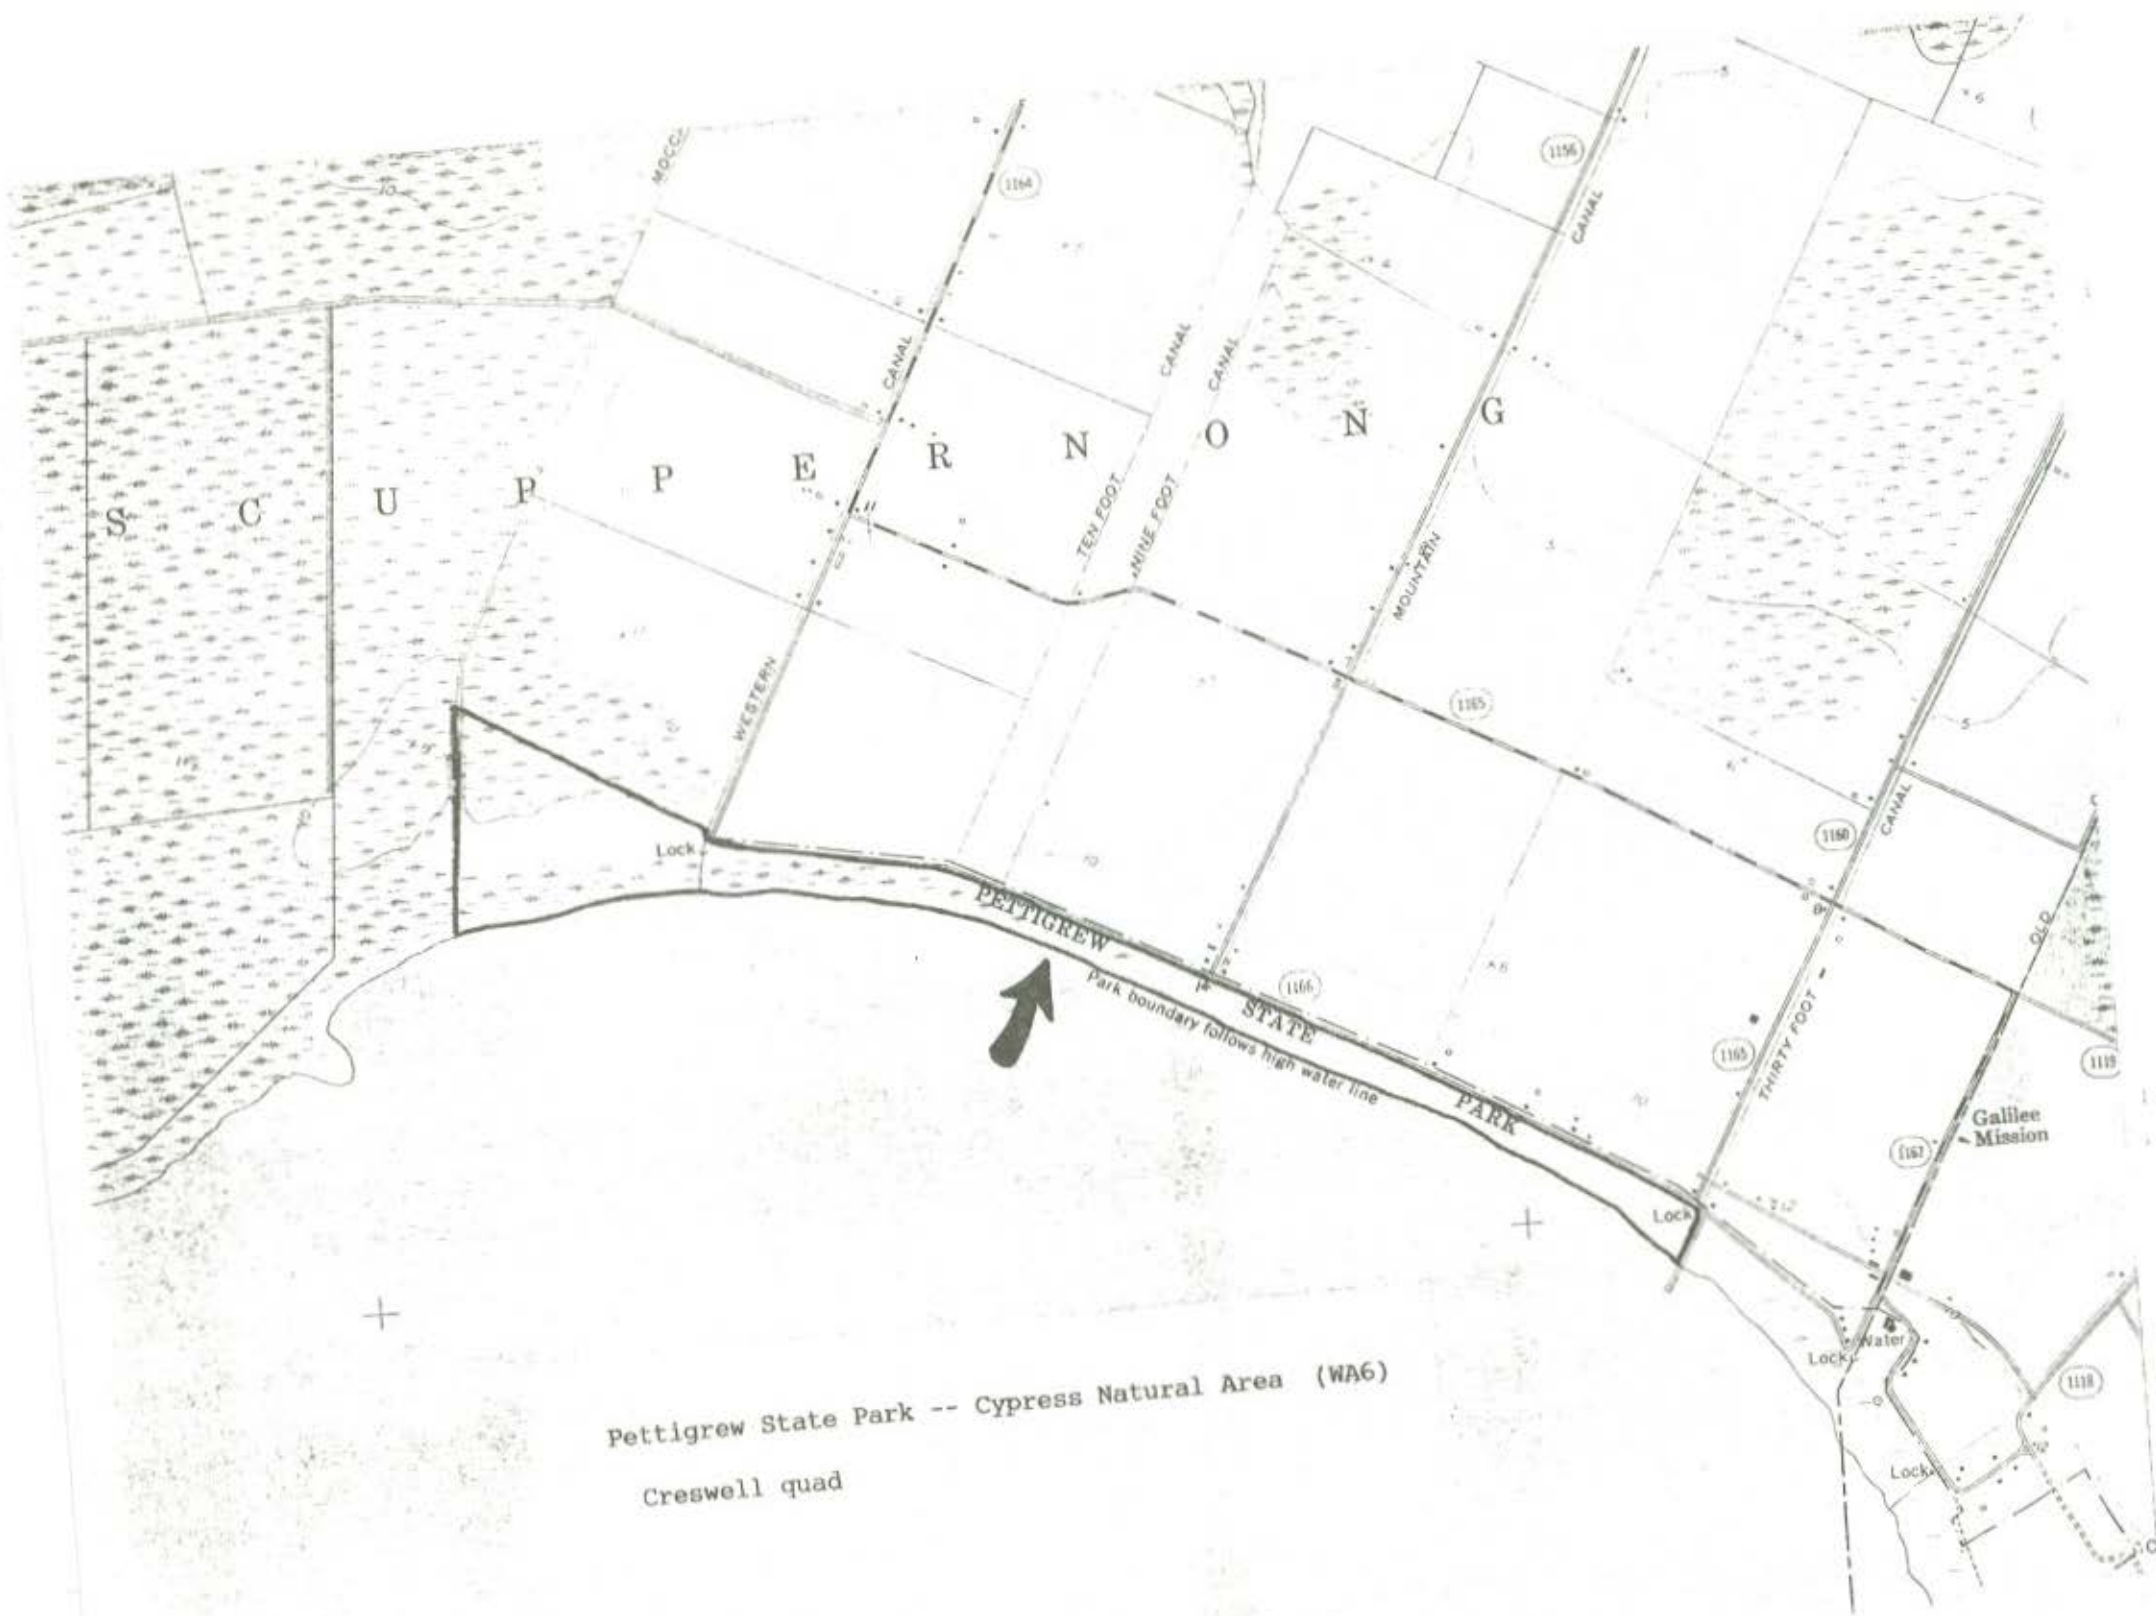 MOCC
1164
1156
CANAL
CANAL
CANAL
CANAL
S C U P P E R N O N G
TEN FOOT
NINE FOOT
MOUNTAIN
WESTERN
1165
1160
CANAL
OLD
Lock
PETTIGREW
STATE
PARK
1166
Park boundary follows high water line
THIRTY FOOT
1165
1119
Galilee
Mission
1167
Lock
Water
Lock
1118
Lock
Pettigrew State Park -- Cypress Natural Area (WA6)
Creswell quad